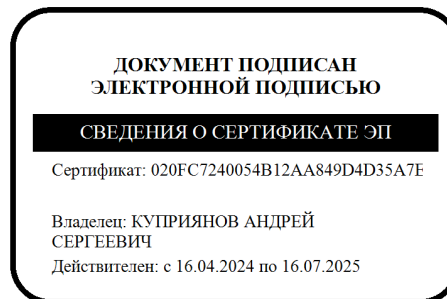 ДОКУМЕНТ ПОДПИСАН
ЭЛЕКТРОННОЙ ПОДПИСЬЮ
СВЕДЕНИЯ О СЕРТИФИКАТЕ ЭП
Сертификат: 020FC7240054B12AA849D4D35A7E
Владелец: КУПРИЯНОВ АНДРЕЙ
СЕРГЕЕВИЧ
Действителен: с 16.04.2024 по 16.07.2025